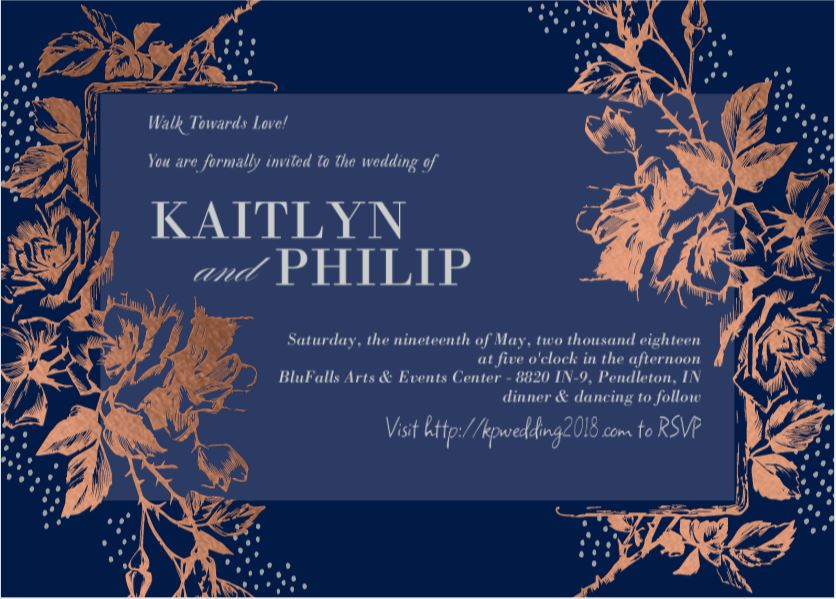 Walk Towards Love!
You are formally invited to the wedding of
KAITLYN
and PHILIP
Saturday, the nineteenth of May, two thousand eighteen
at five o'clock in the afternoon
BluFalls Arts & Events Center - 8820 IN-9, Pendleton, IN
dinner & dancing to follow
Visit http://kpwedding2018.com to RSVP